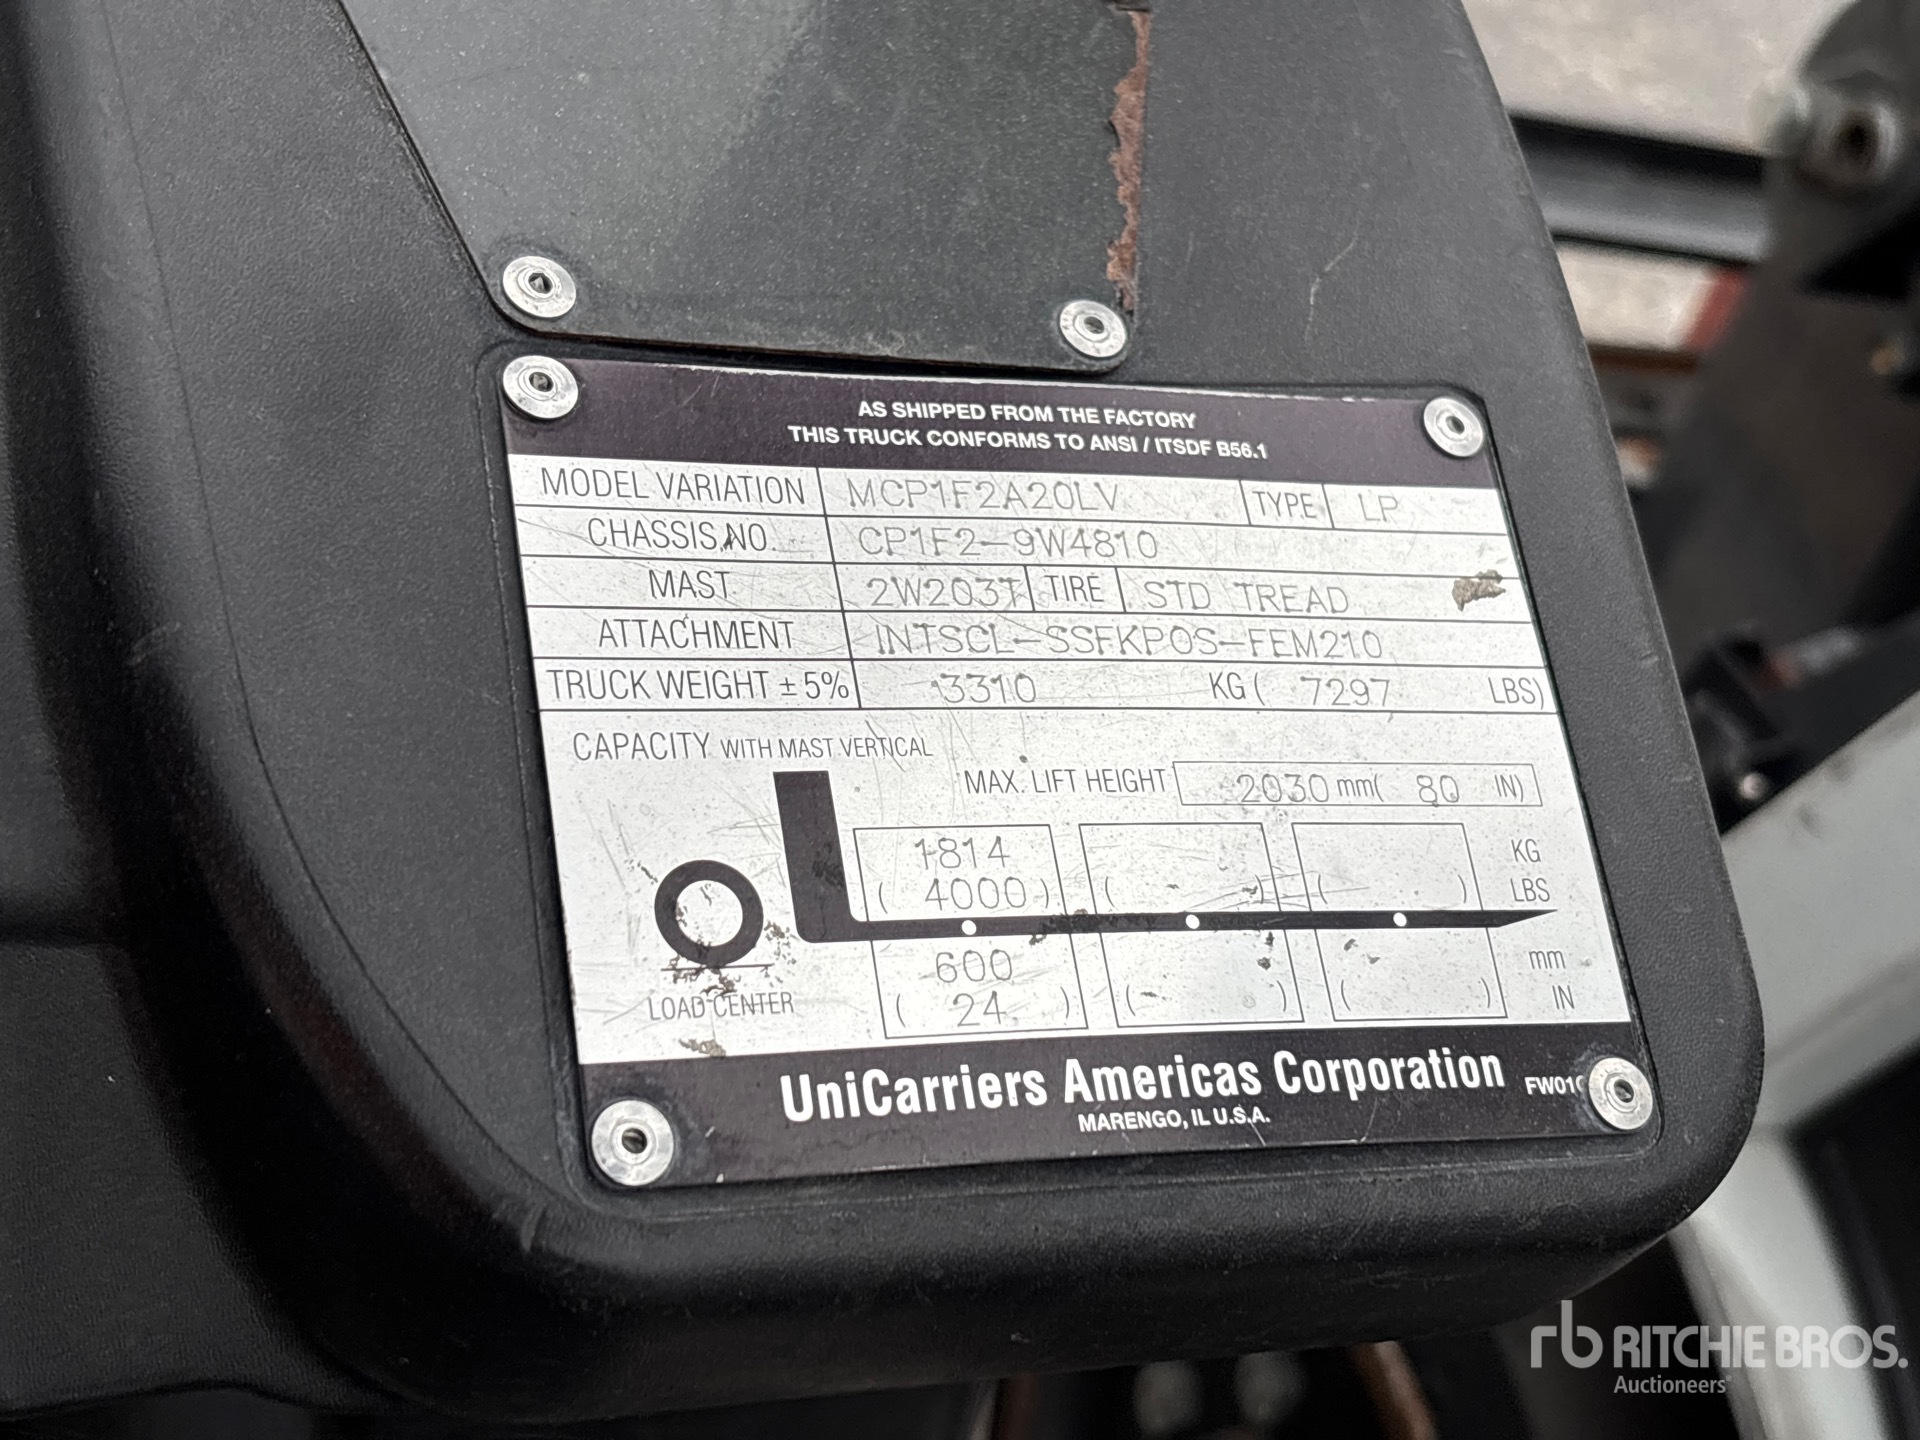 AS SHIPPED FROM THE FACTORY
THIS TRUCK CONFORMS TO ANSI / ITSDF B56.1
MODEL VARIATION MCP1F2A20LV TYPE LP
CHASSIS NO. CP1F2-9W4810
MAST 2W203T TIRE STD TREAD
ATTACHMENT INTSCL-SSFKPOS-FEM210
TRUCK WEIGHT ± 5% 3310 KG ( 7297 LBS)
CAPACITY WITH MAST VERTICAL
MAX. LIFT HEIGHT 2030 mm( 80 IN)
1814 KG
( 4000 ) ( ) ( ) LBS
600 mm
LOAD CENTER ( 24 ) ( ) ( ) IN
UniCarriers Americas Corporation
MARENGO, IL U.S.A.
rb RITCHIE BROS.
Auctioneers